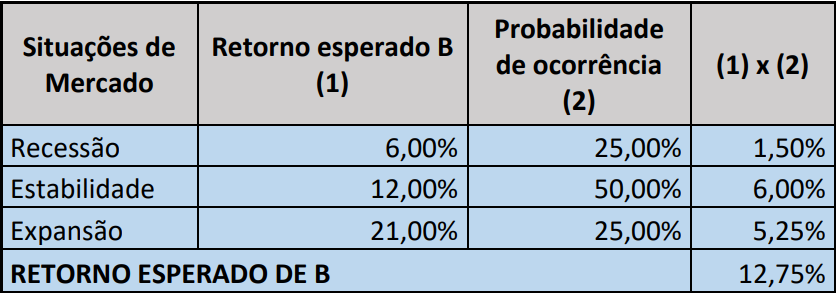 Situações de Mercado | Retorno esperado B (1) | Probabilidade de ocorrência (2) | (1) x (2)
Recessão | 6,00% | 25,00% | 1,50%
Estabilidade | 12,00% | 50,00% | 6,00%
Expansão | 21,00% | 25,00% | 5,25%
RETORNO ESPERADO DE B | 12,75%